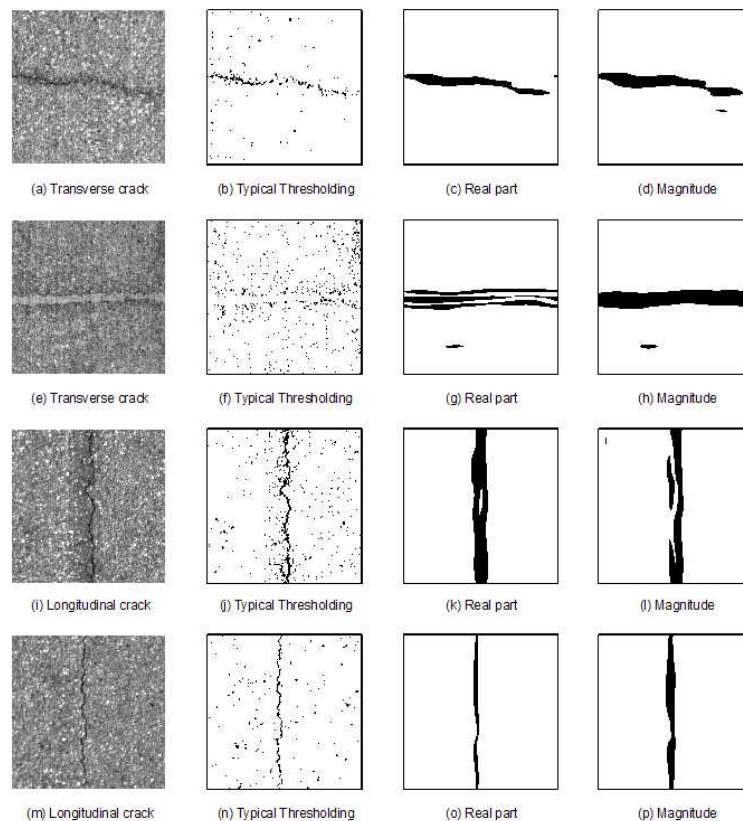 (a) Transverse crack (b) Typical Thresholding (c) Real part (d) Magnitude
(e) Transverse crack (f) Typical Thresholding (g) Real part (h) Magnitude
(i) Longitudinal crack (j) Typical Thresholding (k) Real part (l) Magnitude
(m) Longitudinal crack (n) Typical Thresholding (o) Real part (p) Magnitude